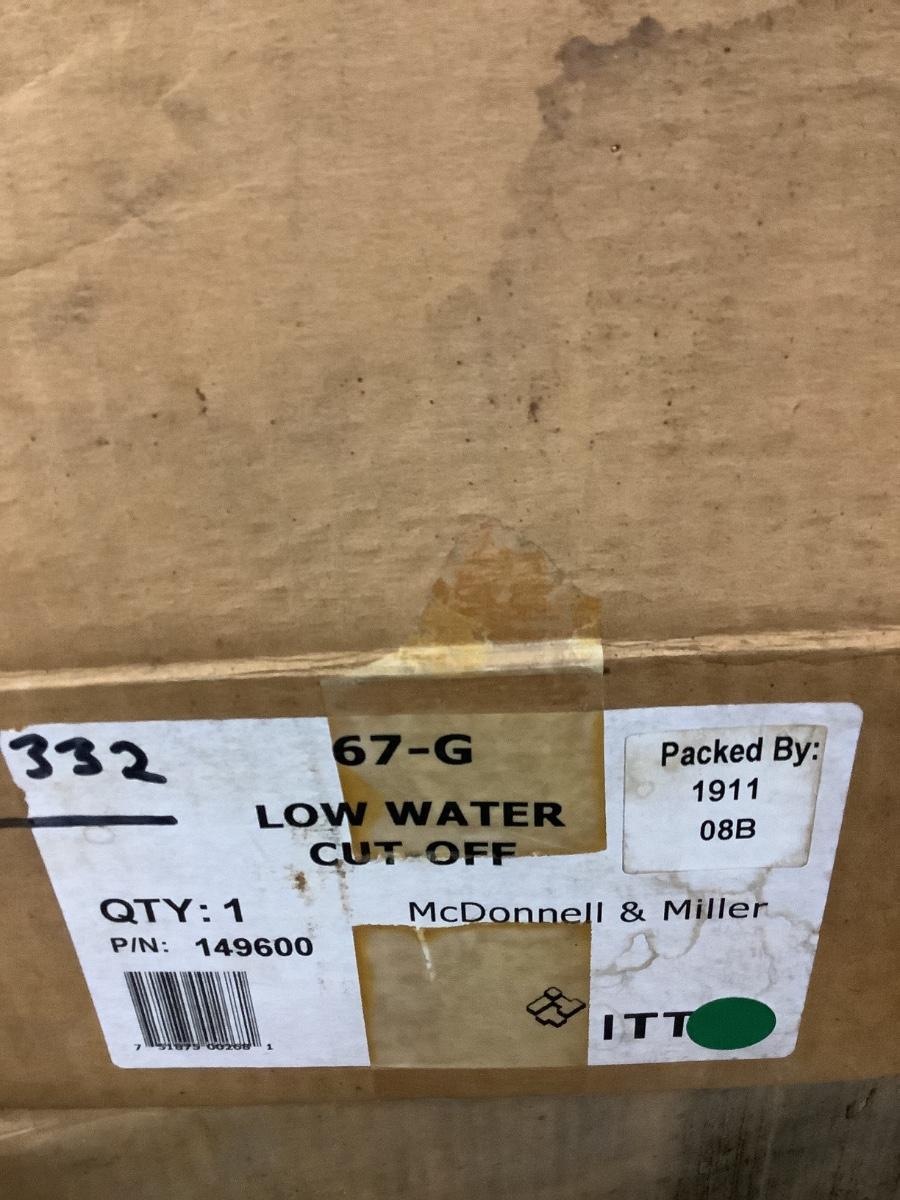 332
67-G
LOW WATER
CUT-OFF
Packed By:
1911
08B
QTY: 1
McDonnell & Miller
P/N: 149600
ITT